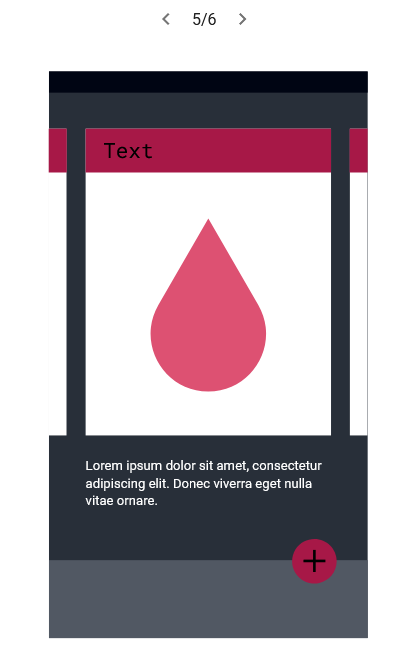 5/6
Text
Lorem ipsum dolor sit amet, consectetur
adipiscing elit. Donec viverra eget nulla
vitae ornare.